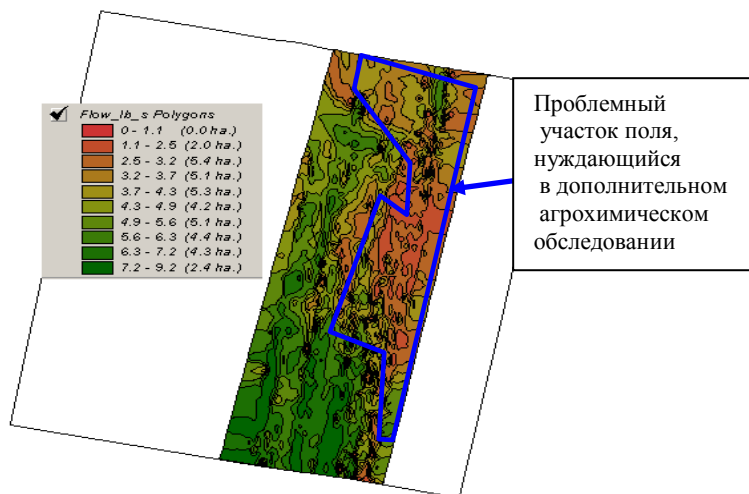 Flow_lb_s Polygons
0 - 1.1 (0.0 ha.)
1.1 - 2.5 (2.0 ha.)
2.5 - 3.2 (5.4 ha.)
3.2 - 3.7 (5.1 ha.)
3.7 - 4.3 (5.3 ha.)
4.3 - 4.9 (4.2 ha.)
4.9 - 5.6 (5.1 ha.)
5.6 - 6.3 (4.4 ha.)
6.3 - 7.2 (4.3 ha.)
7.2 - 9.2 (2.4 ha.)
Проблемный
участок поля,
нуждающийся
в дополнительном
агрохимическом
обследовании